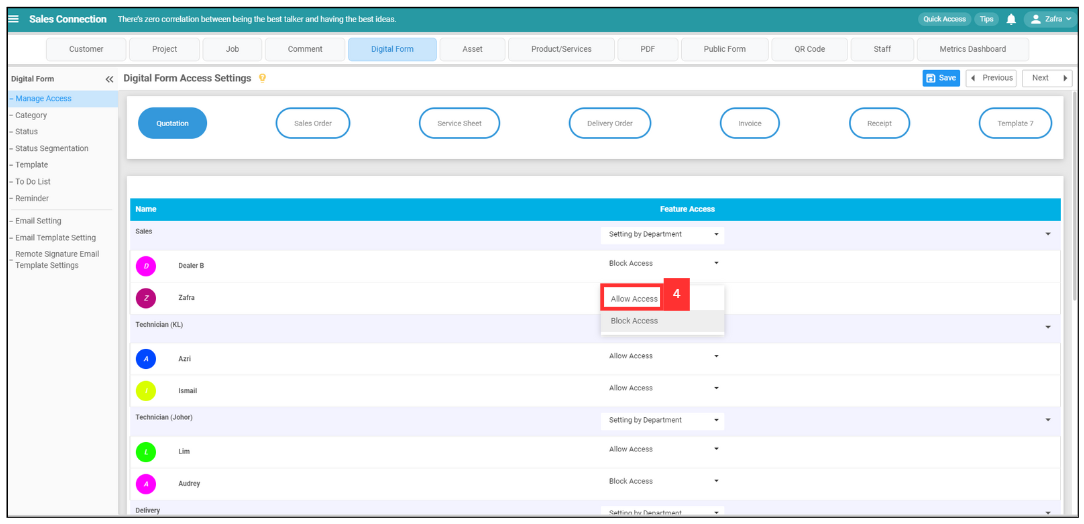 Sales Connection There's zero correlation between being the best talker and having the best ideas. Quick Access Tips Zafra
Customer Project Job Comment Digital Form Asset Product/Services PDF Public Form QR Code Staff Metrics Dashboard
Digital Form Digital Form Access Settings Save Previous Next
– Manage Access
– Category
– Status
– Status Segmentation
– Template
– To Do List
– Reminder
– Email Setting
– Email Template Setting
– Remote Signature Email
Template Settings
Quotation Sales Order Service Sheet Delivery Order Invoice Receipt Template 7
Name Feature Access
Sales Setting by Department
D Dealer B Block Access
Z Zafra Allow Access 4
Block Access
Technician (KL)
A Azri Allow Access
I Ismail Allow Access
Technician (Johor) Setting by Department
L Lim Allow Access
A Audrey Block Access
Delivery Setting by Department